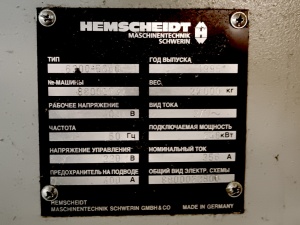 HEMSCHEIDT
MASCHINENTECHNIK
SCHWERIN
ТИП ГОД ВЫПУСКА
№ МАШИНЫ ВЕС
кг
РАБОЧЕЕ НАПРЯЖЕНИЕ ВИД ТОКА
В
ЧАСТОТА ПОДКЛЮЧАЕМАЯ МОЩНОСТЬ
Гц кВт
НАПРЯЖЕНИЕ УПРАВЛЕНИЯ НОМИНАЛЬНЫЙ ТОК
В А
ПРЕДОХРАНИТЕЛЬ НА ПОДВОДЕ ОБЩИЙ ВИД ЭЛЕКТР. СХЕМЫ
А
HEMSCHEIDT
MASCHINENTECHNIK SCHWERIN GMBH & CO MADE IN GERMANY